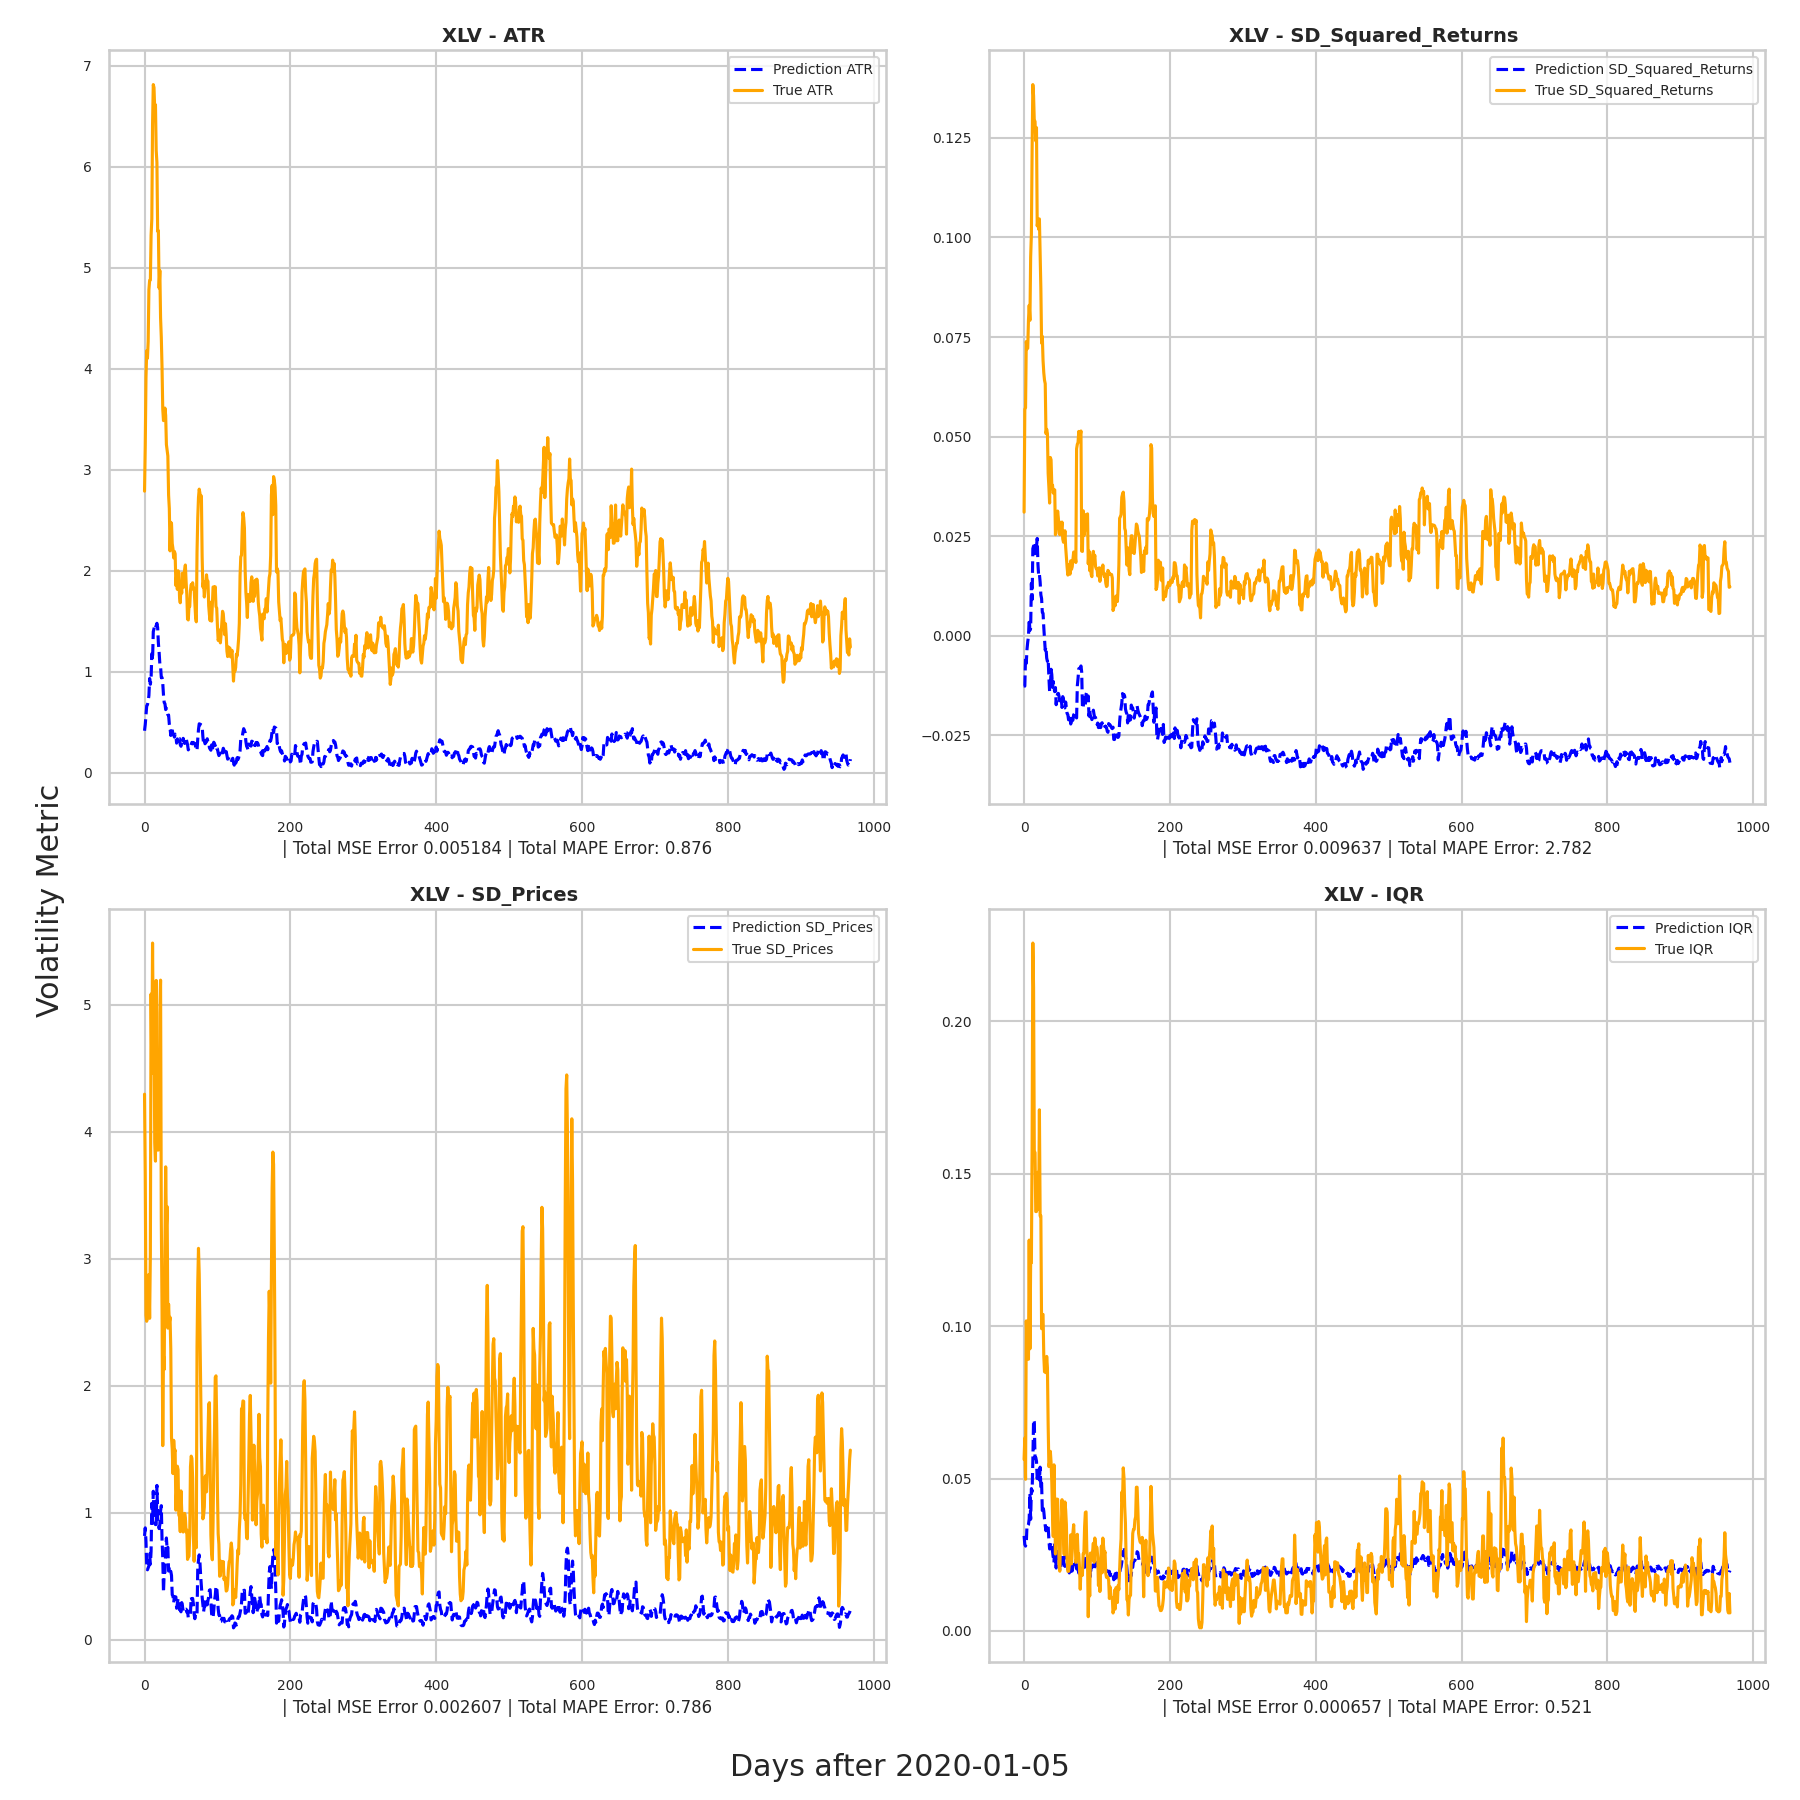 XLV - ATR
Prediction ATR
True ATR
7
6
5
4
3
2
1
0
0 200 400 600 800 1000
| Total MSE Error 0.005184 | Total MAPE Error: 0.876
XLV - SD_Squared_Returns
Prediction SD_Squared_Returns
True SD_Squared_Returns
0.125
0.100
0.075
0.050
0.025
0.000
−0.025
0 200 400 600 800 1000
| Total MSE Error 0.009637 | Total MAPE Error: 2.782
Volatility Metric
XLV - SD_Prices
Prediction SD_Prices
True SD_Prices
5
4
3
2
1
0
0 200 400 600 800 1000
| Total MSE Error 0.002607 | Total MAPE Error: 0.786
XLV - IQR
Prediction IQR
True IQR
0.20
0.15
0.10
0.05
0.00
0 200 400 600 800 1000
| Total MSE Error 0.000657 | Total MAPE Error: 0.521
Days after 2020-01-05